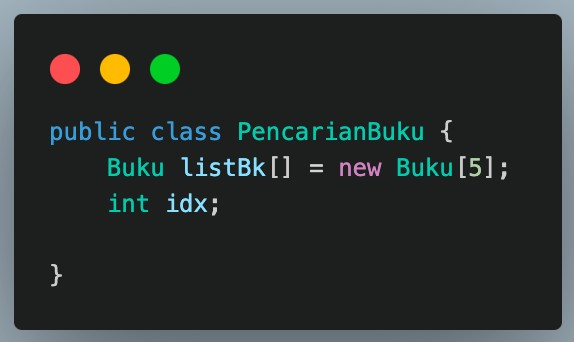 public class PencarianBuku {
    Buku listBk[] = new Buku[5];
    int idx;
}